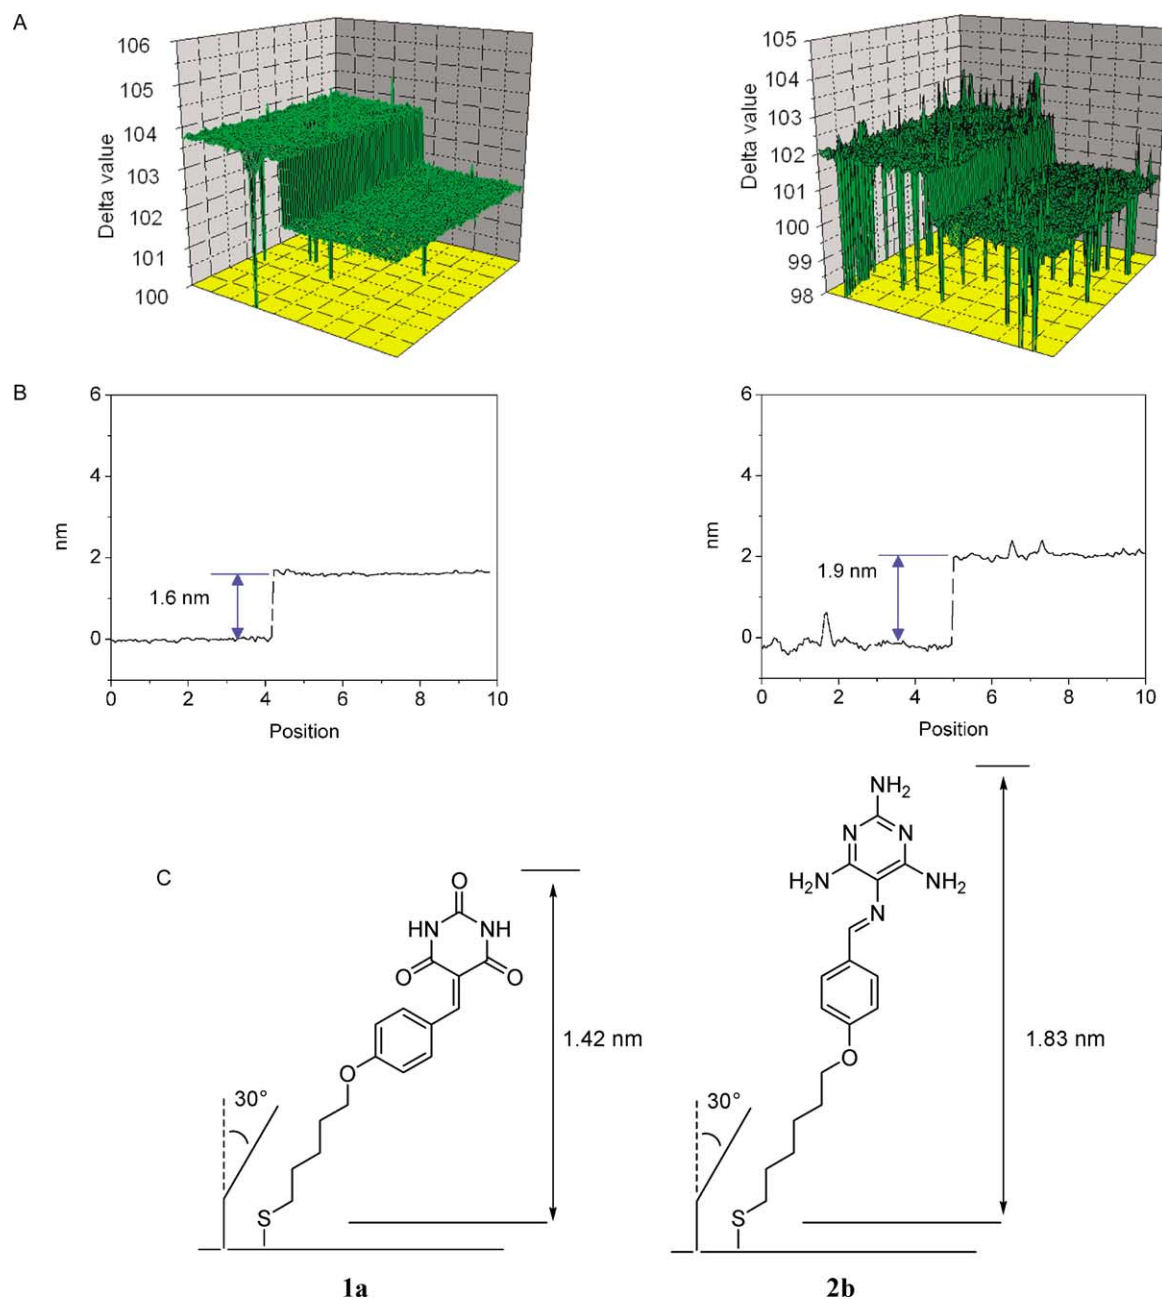 A
Delta value
106
105
104
103
102
101
100
Delta value
105
104
103
102
101
100
99
98
B
nm
6
4
2
0
1.6 nm
0 2 4 6 8 10
Position
nm
6
4
2
0
1.9 nm
0 2 4 6 8 10
Position
C
O
HN NH
O O
O
S
30°
1.42 nm
1a
NH2
N N
H2N NH2
N
O
S
30°
1.83 nm
2b